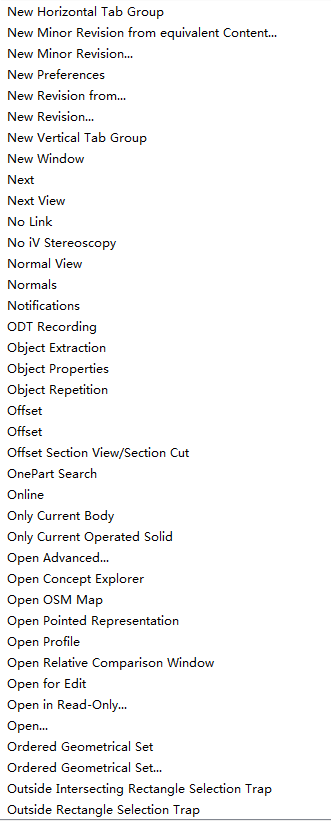 New Horizontal Tab Group
New Minor Revision from equivalent Content...
New Minor Revision...
New Preferences
New Revision from...
New Revision...
New Vertical Tab Group
New Window
Next
Next View
No Link
No iV Stereoscopy
Normal View
Normals
Notifications
ODT Recording
Object Extraction
Object Properties
Object Repetition
Offset
Offset
Offset Section View/Section Cut
OnePart Search
Online
Only Current Body
Only Current Operated Solid
Open Advanced...
Open Concept Explorer
Open OSM Map
Open Pointed Representation
Open Profile
Open Relative Comparison Window
Open for Edit
Open in Read-Only...
Open...
Ordered Geometrical Set
Ordered Geometrical Set...
Outside Intersecting Rectangle Selection Trap
Outside Rectangle Selection Trap